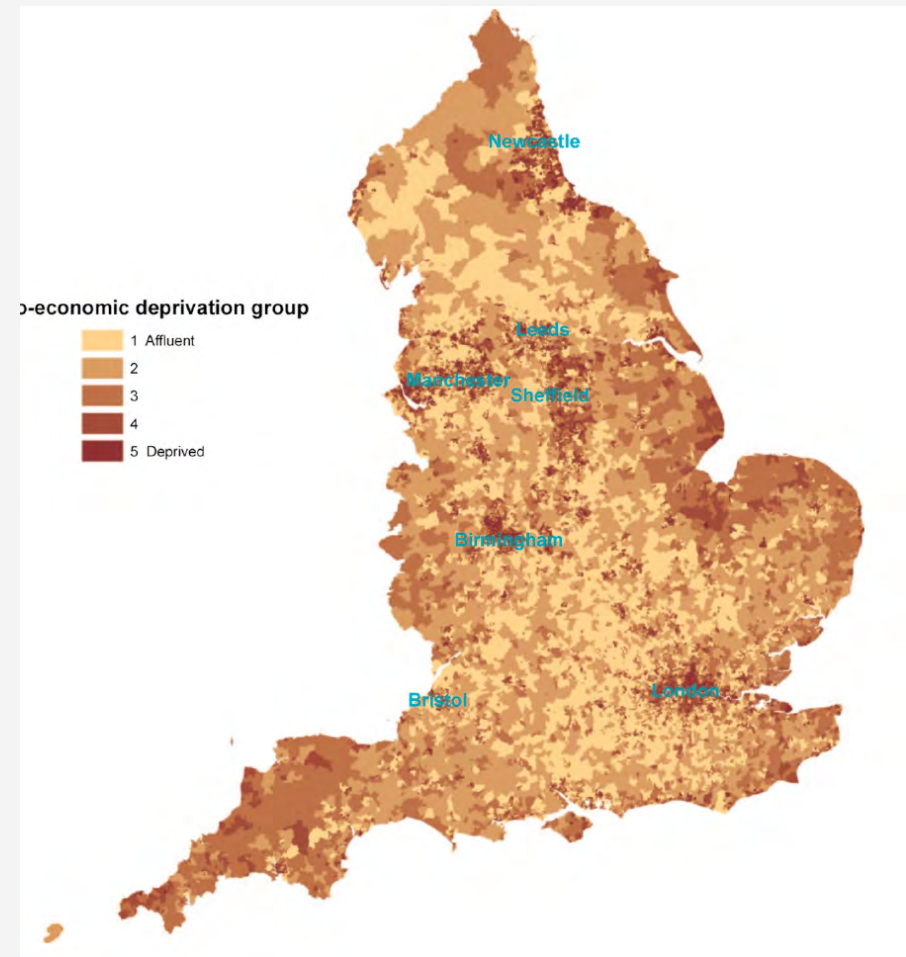 Newcastle
Leeds
o-economic deprivation group
1 Affluent
2
Manchester
Sheffield
3
4
5 Deprived
Birmingham
London
Bristol